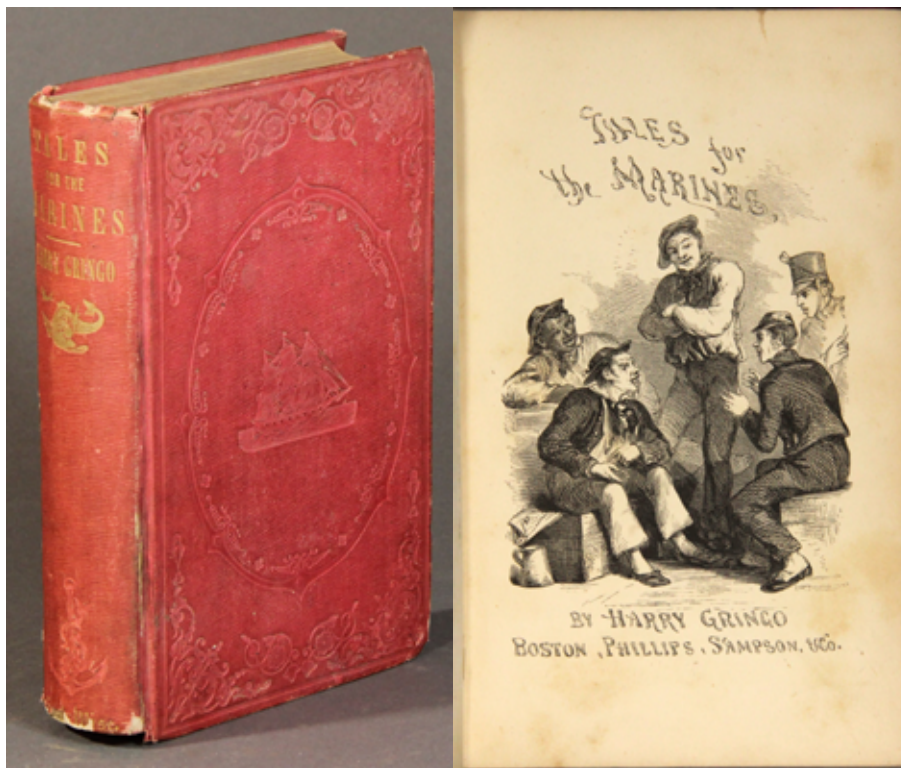 TALES
FOR THE
MARINES
HARRY GRINGO
TALES for
the MARINES,
BY HARRY GRINGO
BOSTON, PHILLIPS, SAMPSON, &CO.